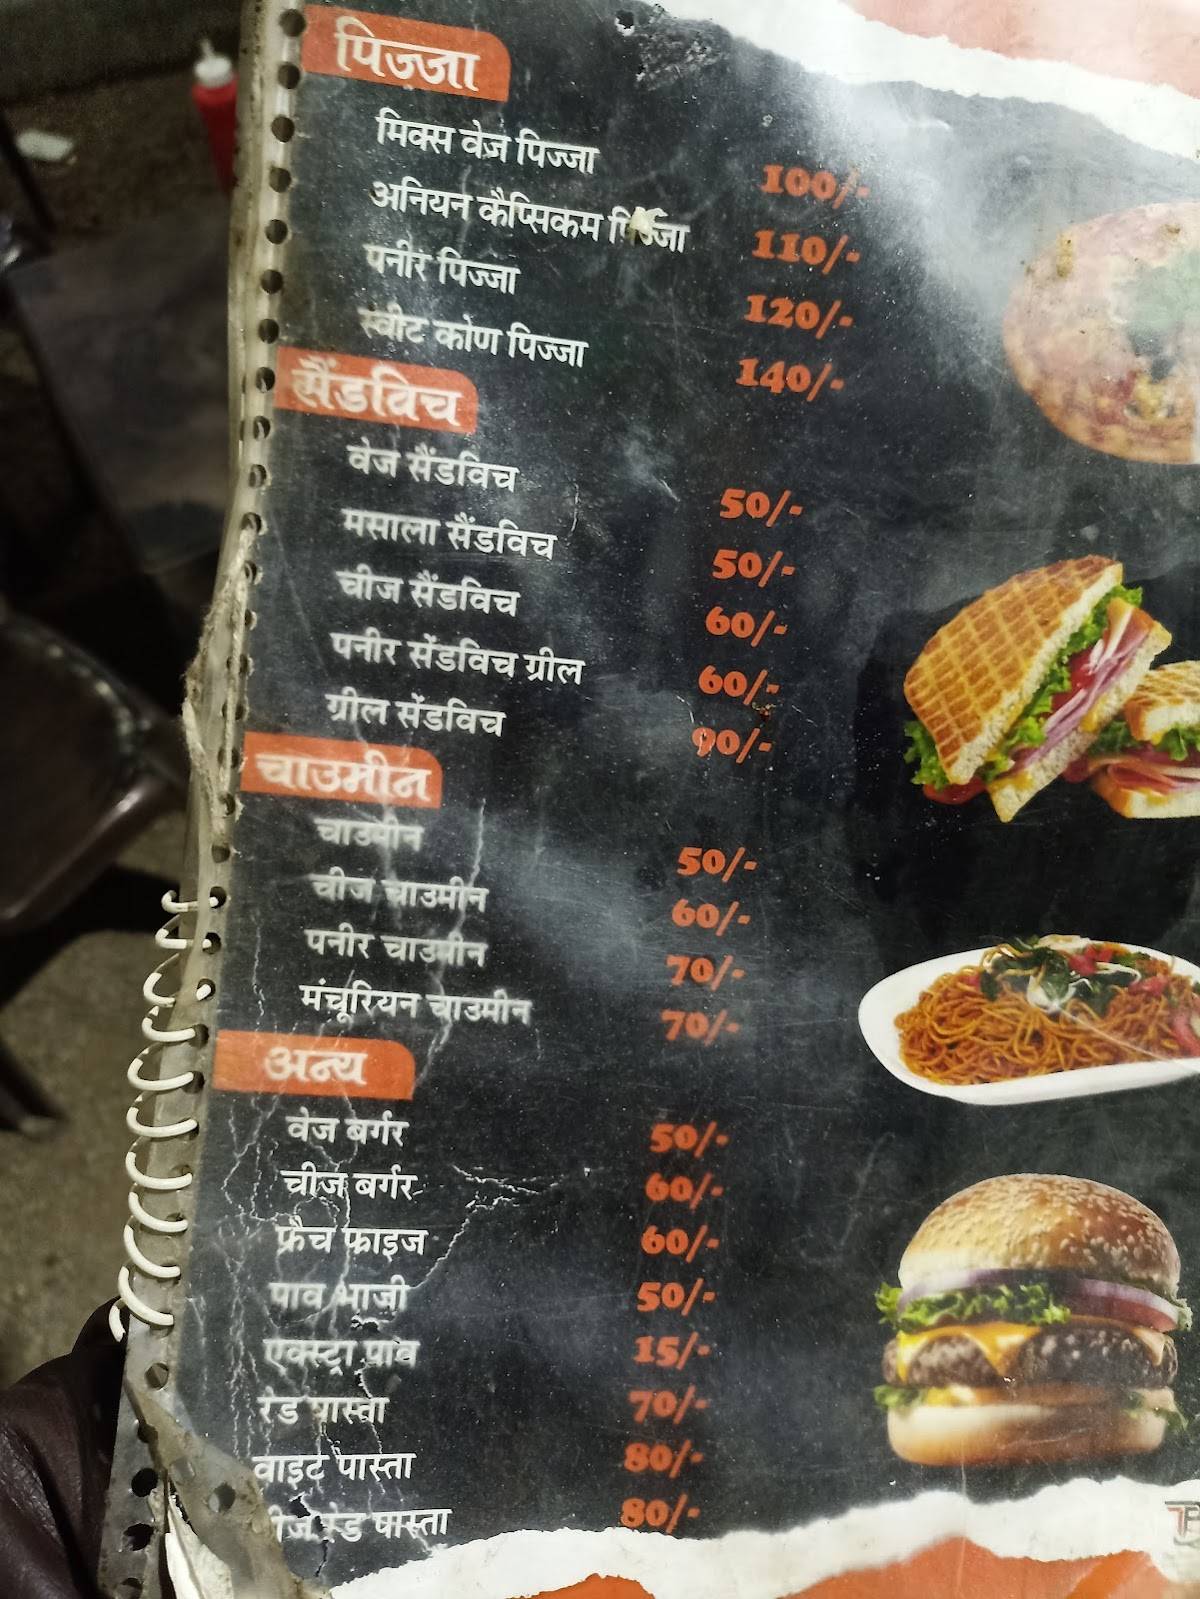 पिज्जा
मिक्स वेज पिज्जा 100/-
अनियन कैप्सिकम पिज्जा 110/-
पनीर पिज्जा 120/-
स्वीट कोण पिज्जा 140/-
सैंडविच
वेज सैंडविच 50/-
मसाला सैंडविच 50/-
चीज सैंडविच 60/-
पनीर सेंडविच ग्रील 60/-
ग्रील सेंडविच 90/-
चाउमीन
चाउमीन 50/-
चीज चाउमीन 60/-
पनीर चाउमीन 70/-
मंचूरियन चाउमीन 70/-
अन्य
वेज बर्गर 50/-
चीज बर्गर 60/-
फ्रैच फ्राइज 60/-
पाव भाजी 50/-
एक्स्ट्रा पाव 15/-
रेड पास्ता 70/-
वाइट पास्ता 80/-
रेड पास्ता 80/-